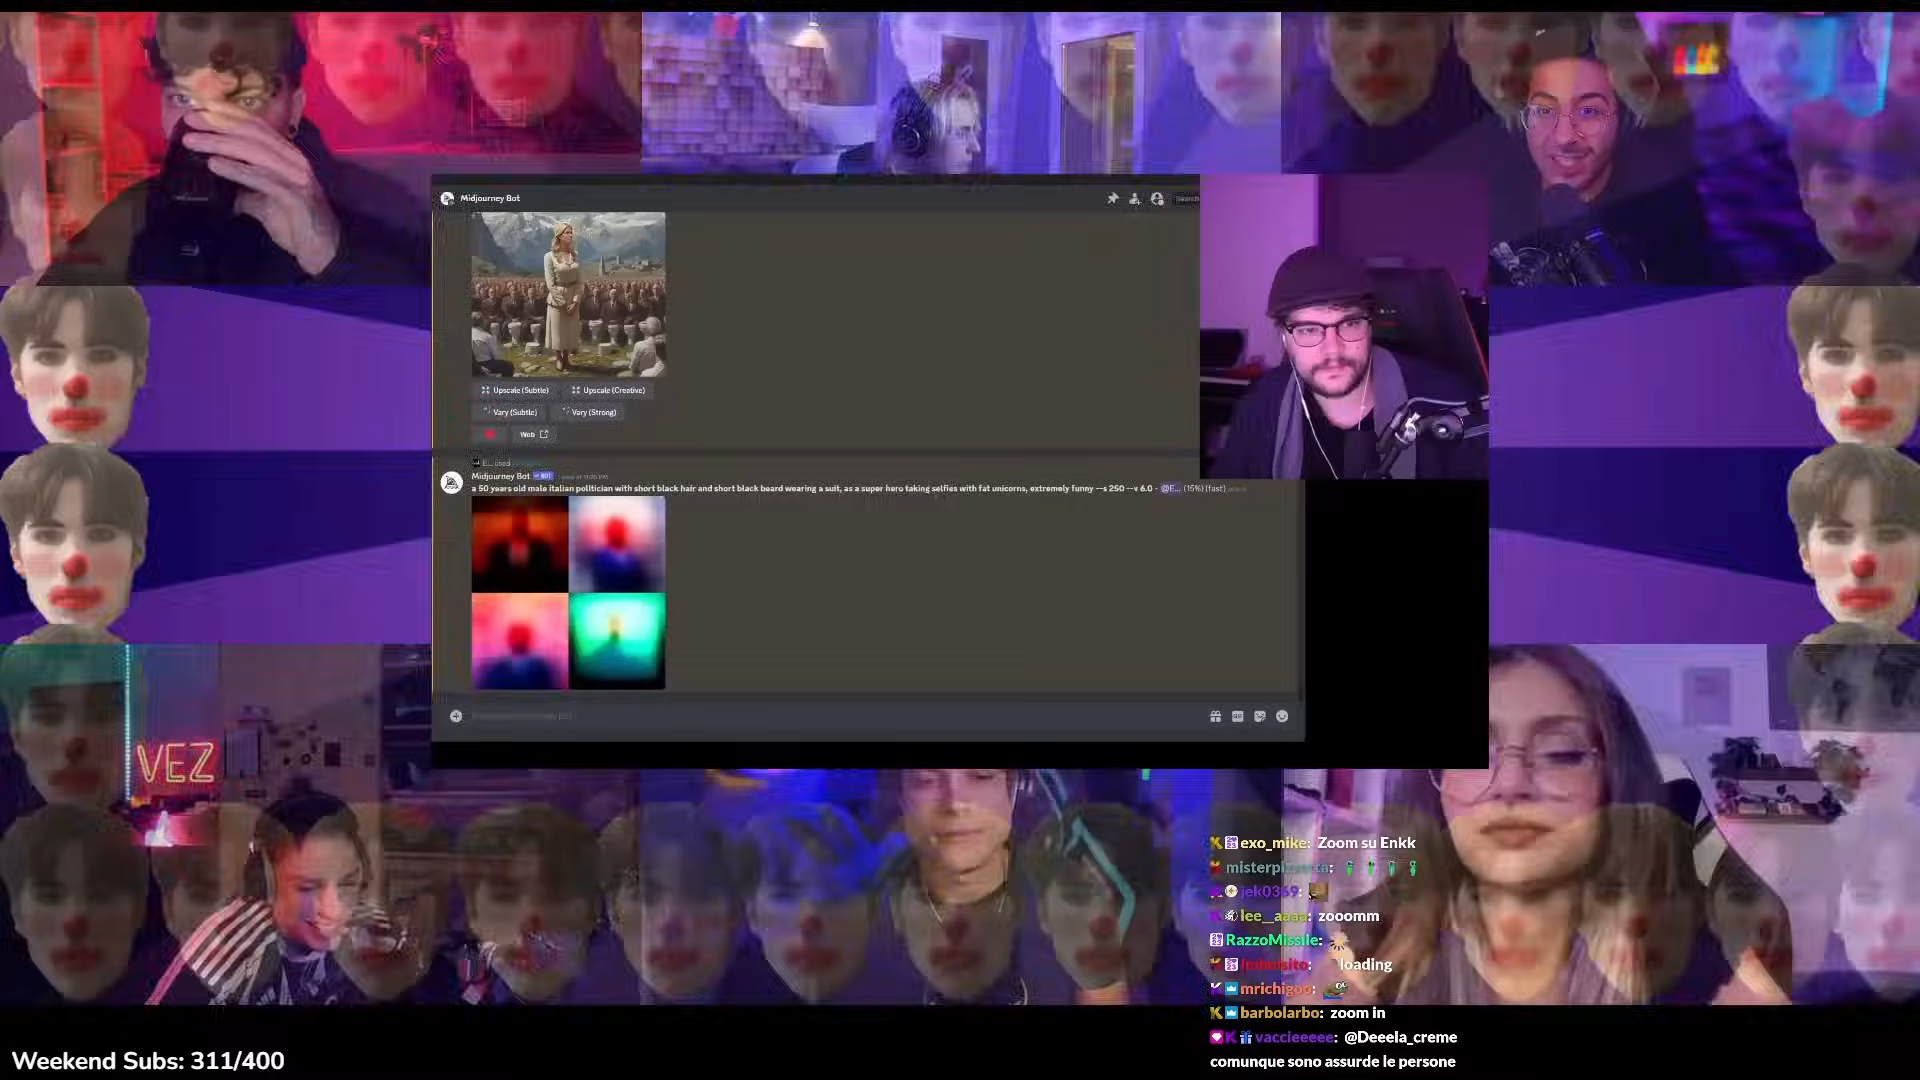 Midjourney Bot
Search
Upscale (Subtle)
Upscale (Creative)
Vary (Subtle)
Vary (Strong)
Web
E... used
Midjourney Bot BOT
a 50 years old male italian politician with short black hair and short black beard wearing a suit, as a super hero taking selfies with fat unicorns, extremely funny --s 250 --v 6.0 - @E... (15%) (fast)
VEZ
exo_mike: Zoom su Enkk
jek0369:
lee__aaaa: zooomm
RazzoMissile:
loading
mrichigoo:
barbolarbo: zoom in
vaccieeeee: @Deeela_creme
comunque sono assurde le persone
Weekend Subs: 311/400